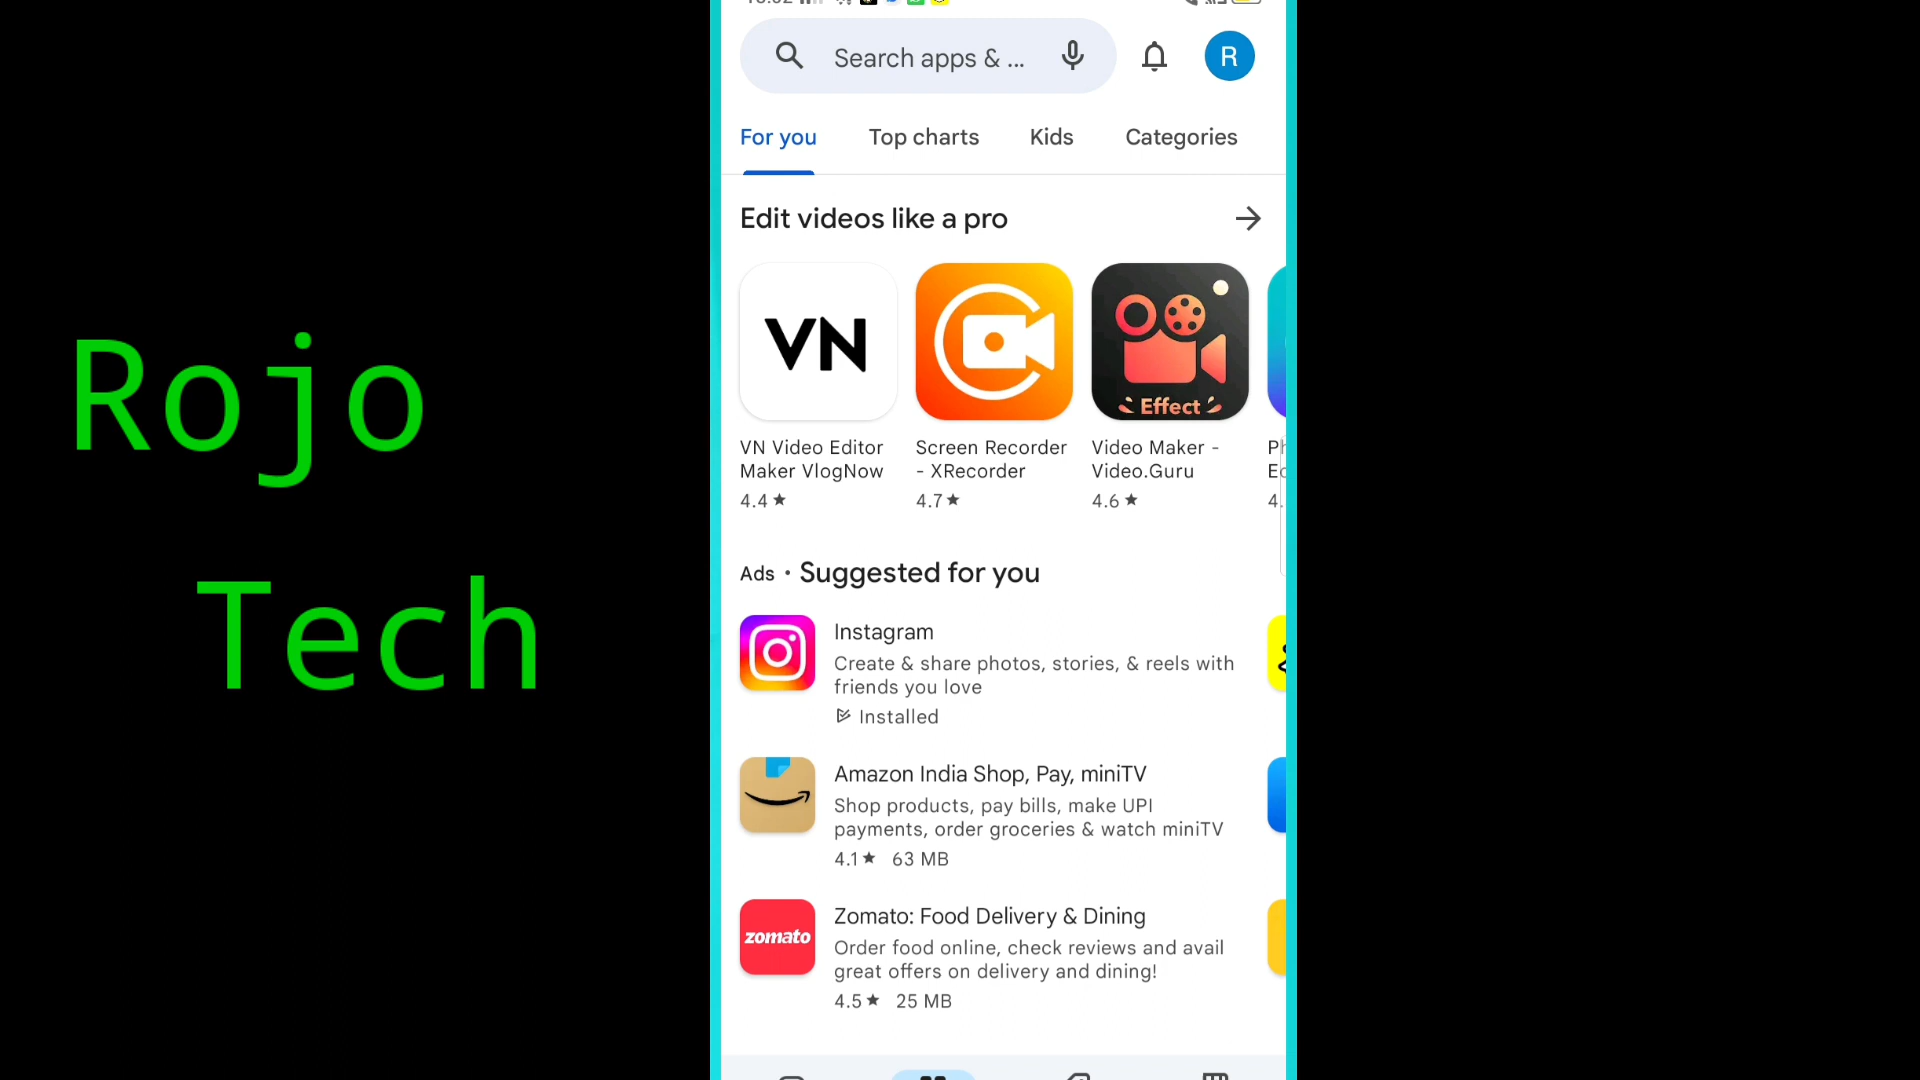 Rojo
Tech
Search apps & ...
R
For you
Top charts
Kids
Categories
Edit videos like a pro
VN
Effect
VN Video Editor
Maker VlogNow
4.4★
Screen Recorder
- XRecorder
4.7★
Video Maker -
Video.Guru
4.6★
Ads • Suggested for you
Instagram
Create & share photos, stories, & reels with
friends you love
Installed
Amazon India Shop, Pay, miniTV
Shop products, pay bills, make UPI
payments, order groceries & watch miniTV
4.1★ 63 MB
zomato
Zomato: Food Delivery & Dining
Order food online, check reviews and avail
great offers on delivery and dining!
4.5★ 25 MB